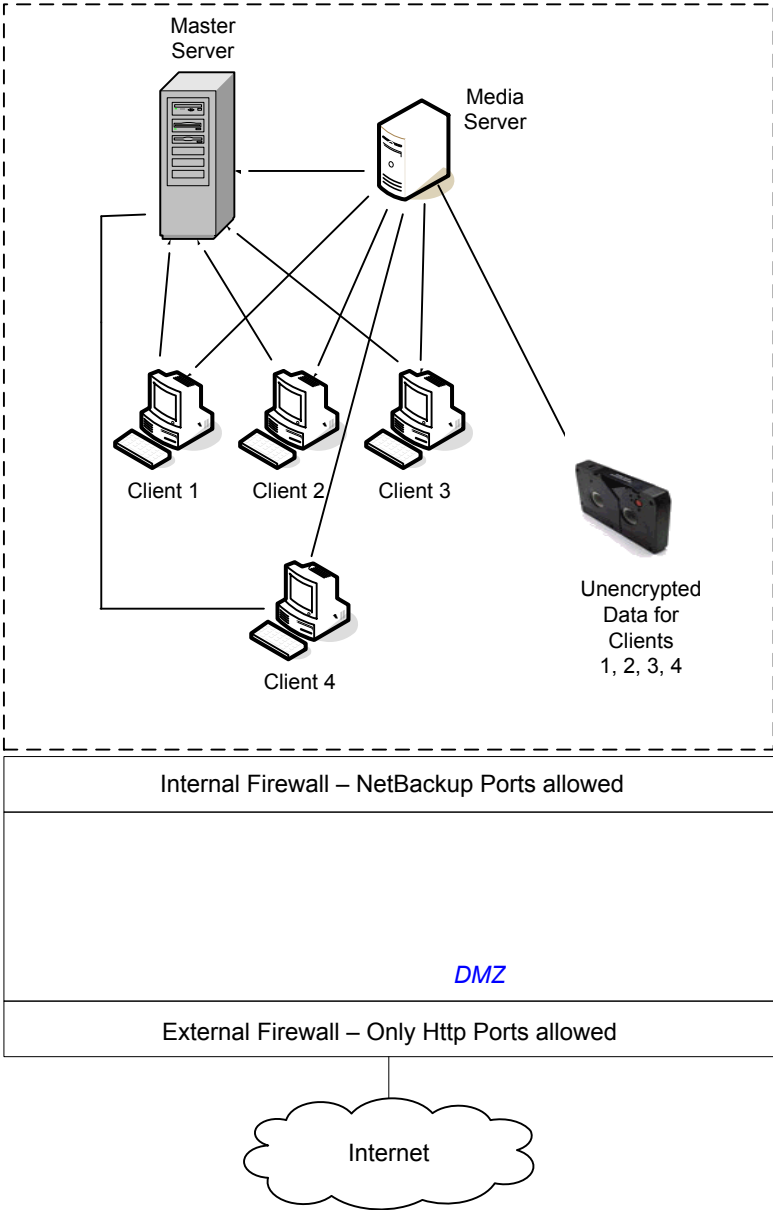 Master
Server
Media
Server
Client 1
Client 2
Client 3
Client 4
Unencrypted
Data for
Clients
1, 2, 3, 4
Internal Firewall – NetBackup Ports allowed
DMZ
External Firewall – Only Http Ports allowed
Internet